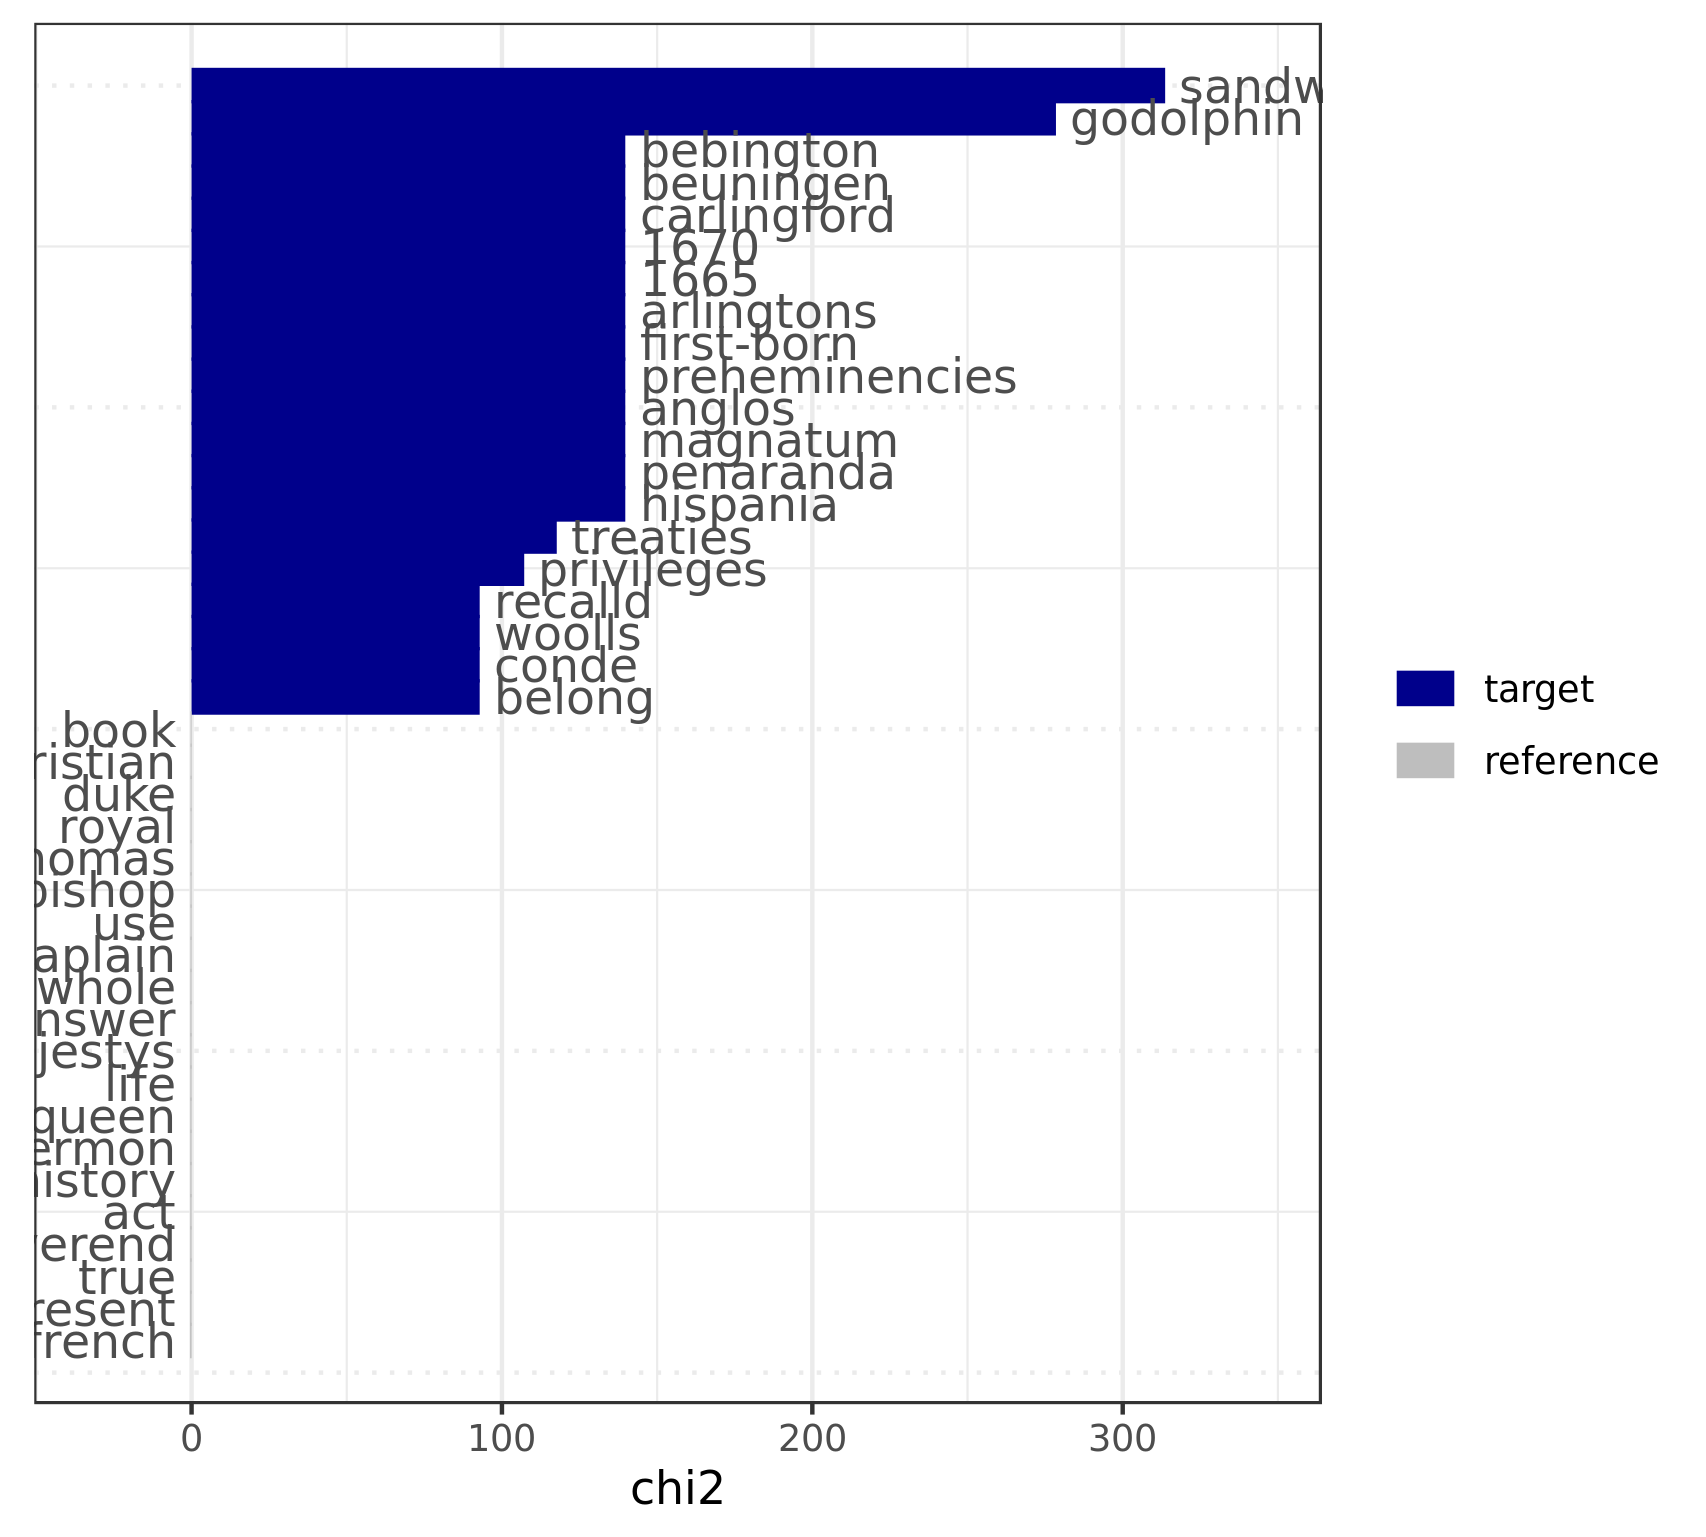 sandw
godolphin
bebington
beuningen
carlingford
1670
1665
arlingtons
first-born
preheminencies
anglos
magnatum
penaranda
hispania
treaties
privileges
recalld
woolls
conde
belong
book
ristian
duke
royal
homas
bishop
use
aplain
whole
nswer
jestys
life
queen
ermon
history
act
verend
true
resent
french
target
reference
0 100 200 300
chi2